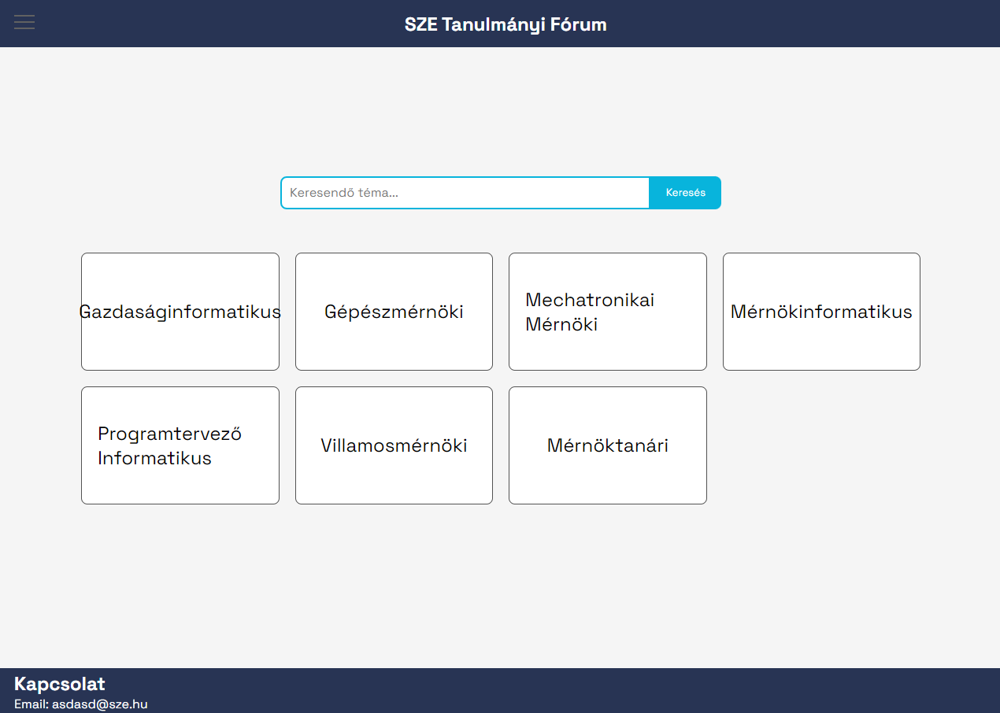 SZE Tanulmányi Fórum
Keresendő téma...
Keresés
Gazdaságinformatikus
Gépészmérnöki
Mechatronikai
Mérnöki
Mérnökinformatikus
Programtervező
Informatikus
Villamosmérnöki
Mérnöktanári
Kapcsolat
Email: asdasd@sze.hu